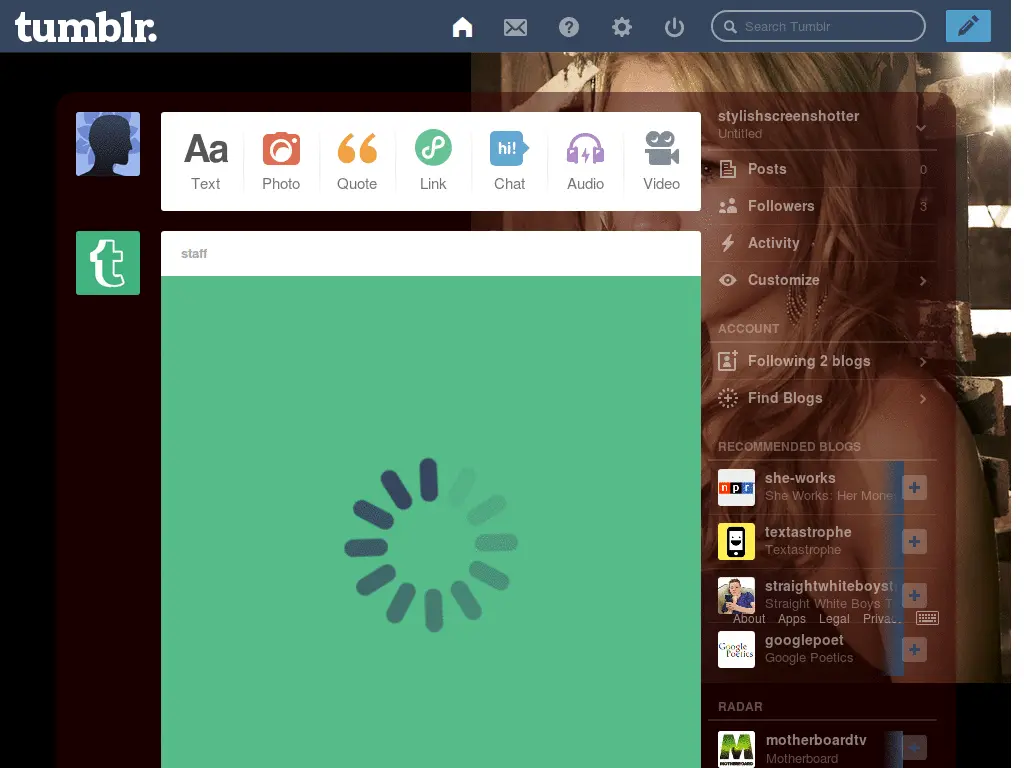 tumblr.
Search Tumblr
Aa
Text
Photo
Quote
Link
hi!
Chat
Audio
Video
stylishscreenshotter
Untitled
Posts 0
Followers 3
Activity
Customize
ACCOUNT
Following 2 blogs
Find Blogs
RECOMMENDED BLOGS
npr
she-works
She Works: Her Mone
textastrophe
Textastrophe
straightwhiteboyst
Straight White Boys T
About Apps Legal
Google
Poetics
googlepoet
Google Poetics
RADAR
MOTHERBOARD
motherboardtv
Motherboard
t
staff